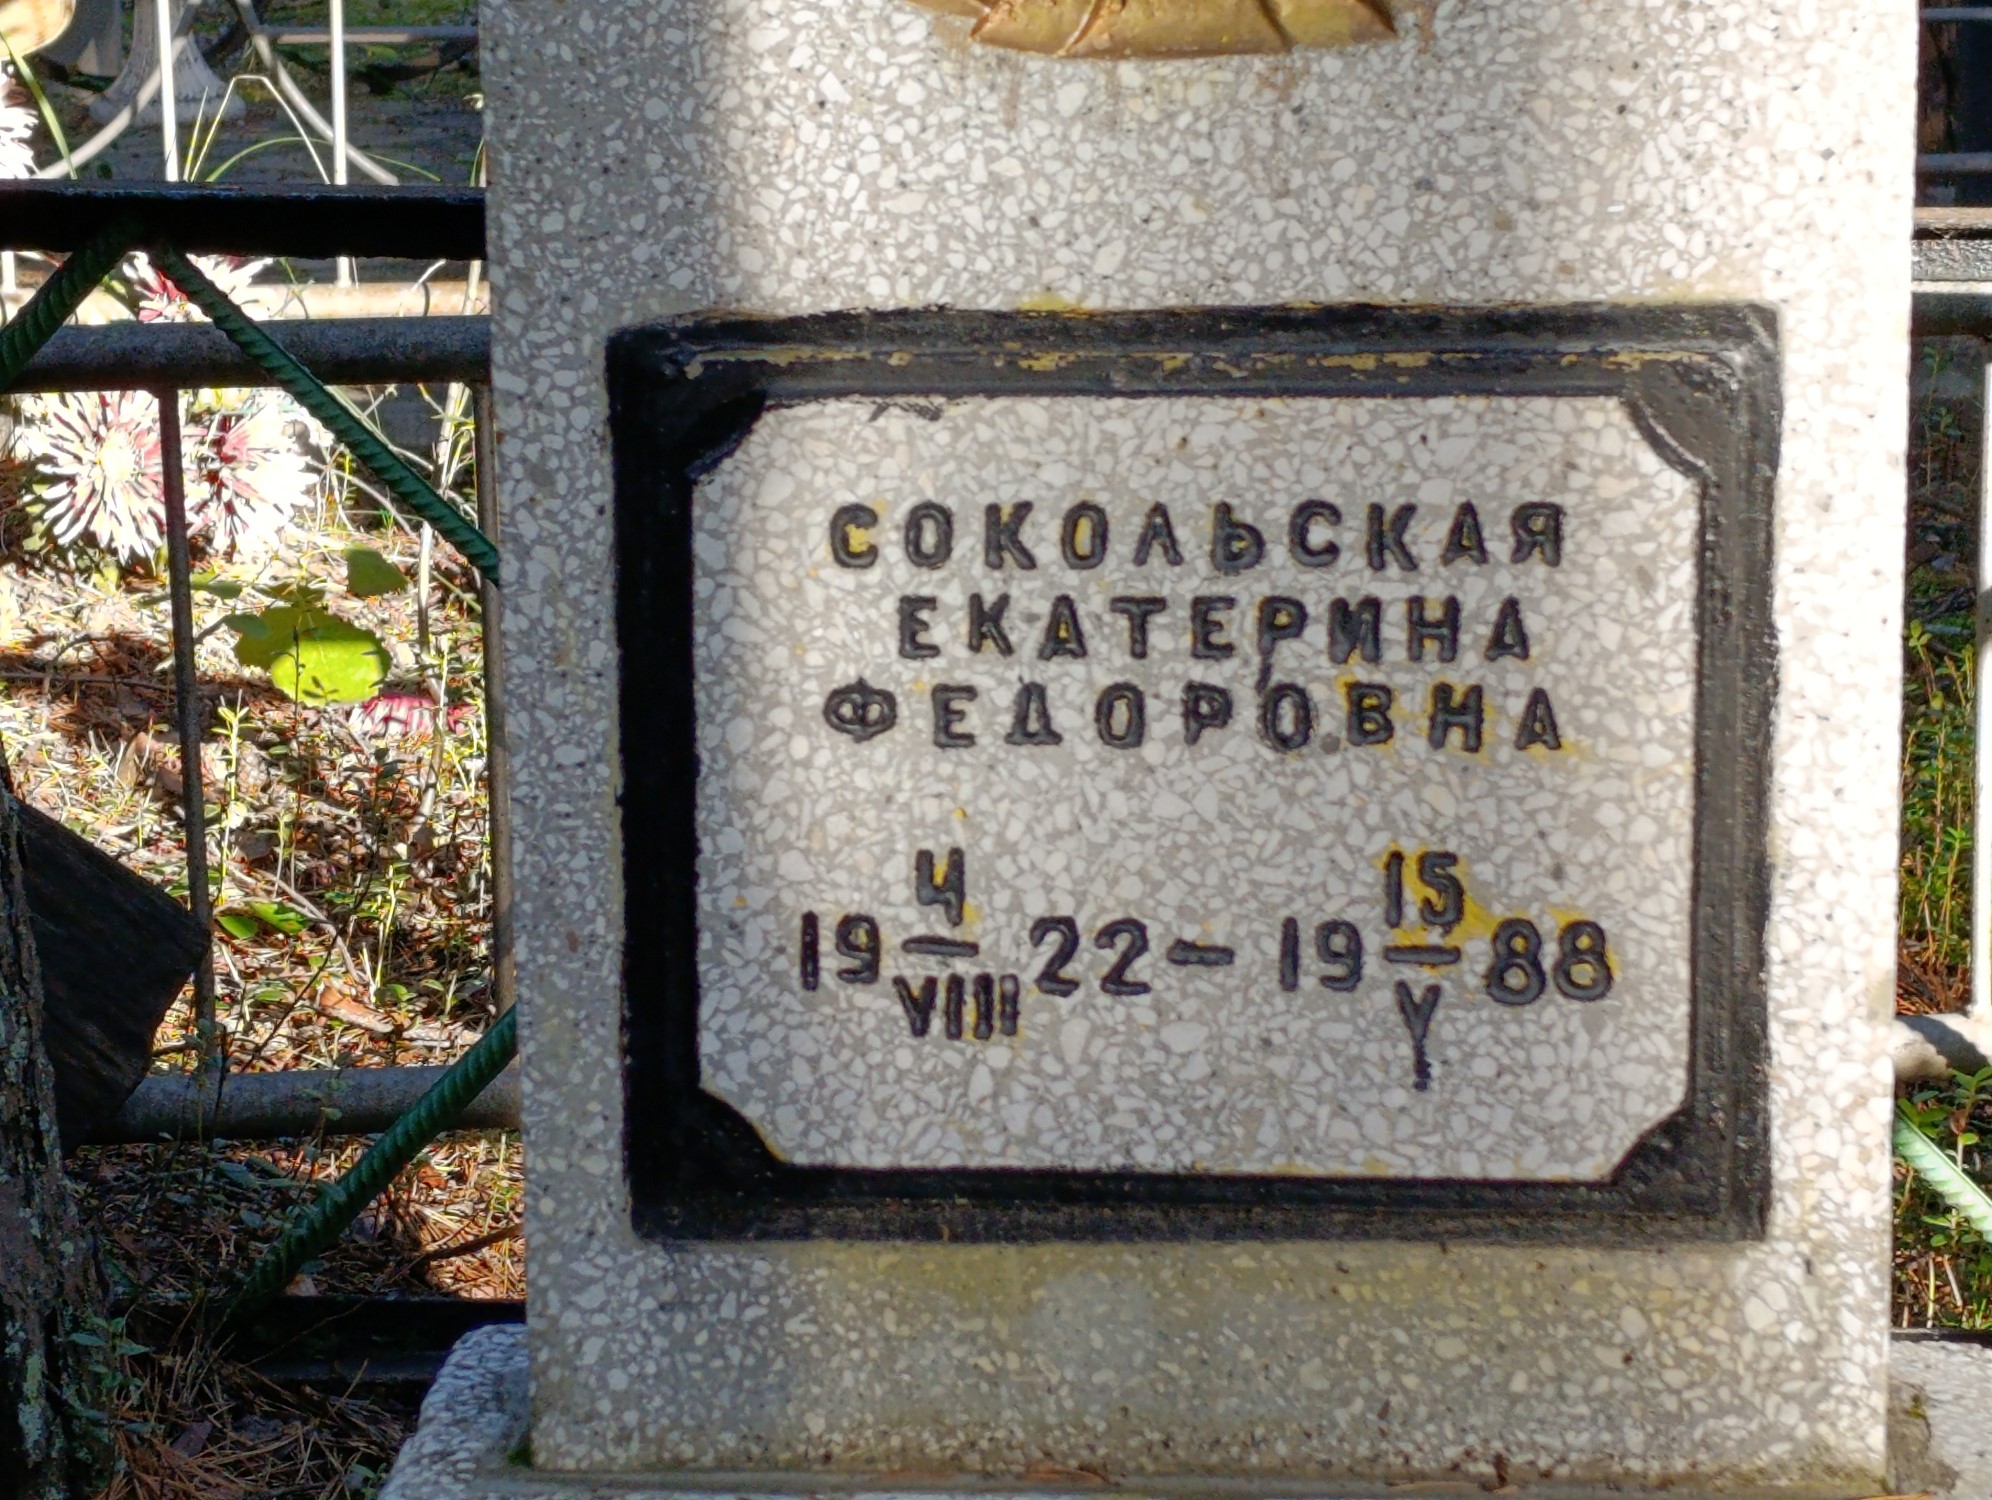 СОКОЛЬСКАЯ
ЕКАТЕРИНА
ФЕДОРОВНА
4 15
19 — 22 – 19 — 88
VIII V